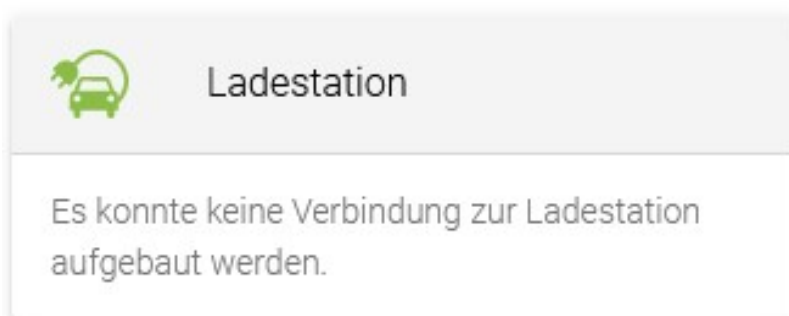 Ladestation
Es konnte keine Verbindung zur Ladestation
aufgebaut werden.